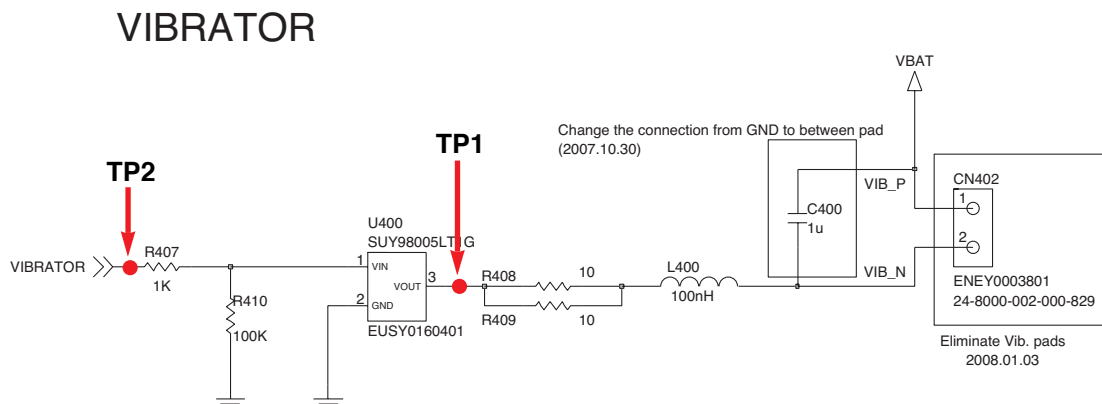 VIBRATOR
VBAT
Change the connection from GND to between pad
(2007.10.30)
TP1
TP2
VIB_P
CN402
1
C400
1u
U400
SUY98005LT1G
R407
2
VIBRATOR
1K
1
VIN
L400
VIB_N
3
VOUT
R408
10
ENEY0003801
100nH
24-8000-002-000-829
R410
2
GND
R409
10
100K
EUSY0160401
Eliminate Vib. pads
2008.01.03